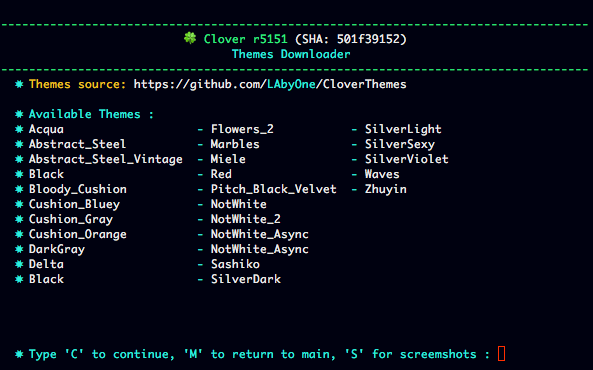 Clover r5151 (SHA: 501f39152)
Themes Downloader
✸ Themes source: https://github.com/LAbyOne/CloverThemes
✸ Available Themes :
✸ Acqua - Flowers_2 - SilverLight
✸ Abstract_Steel - Marbles - SilverSexy
✸ Abstract_Steel_Vintage - Miele - SilverViolet
✸ Black - Red - Waves
✸ Bloody_Cushion - Pitch_Black_Velvet - Zhuyin
✸ Cushion_Bluey - NotWhite
✸ Cushion_Gray - NotWhite_2
✸ Cushion_Orange - NotWhite_Async
✸ DarkGray - NotWhite_Async
✸ Delta - Sashiko
✸ Black - SilverDark
✸ Type 'C' to continue, 'M' to return to main, 'S' for screemshots :